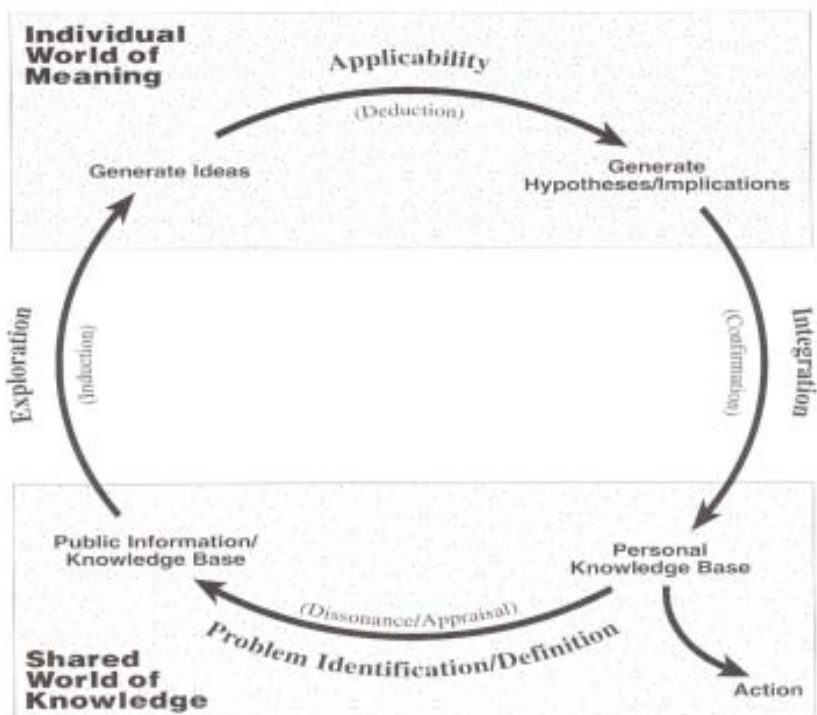 Individual
World of
Meaning
Applicability
(Deduction)
Generate Ideas
Generate
Hypotheses/Implications
Exploration
(Induction)
(Confirmation)
Integration
Public Information/
Knowledge Base
Personal
Knowledge Base
(Dissonance/Appraisal)
Problem Identification/Definition
Shared
World of
Knowledge
Action